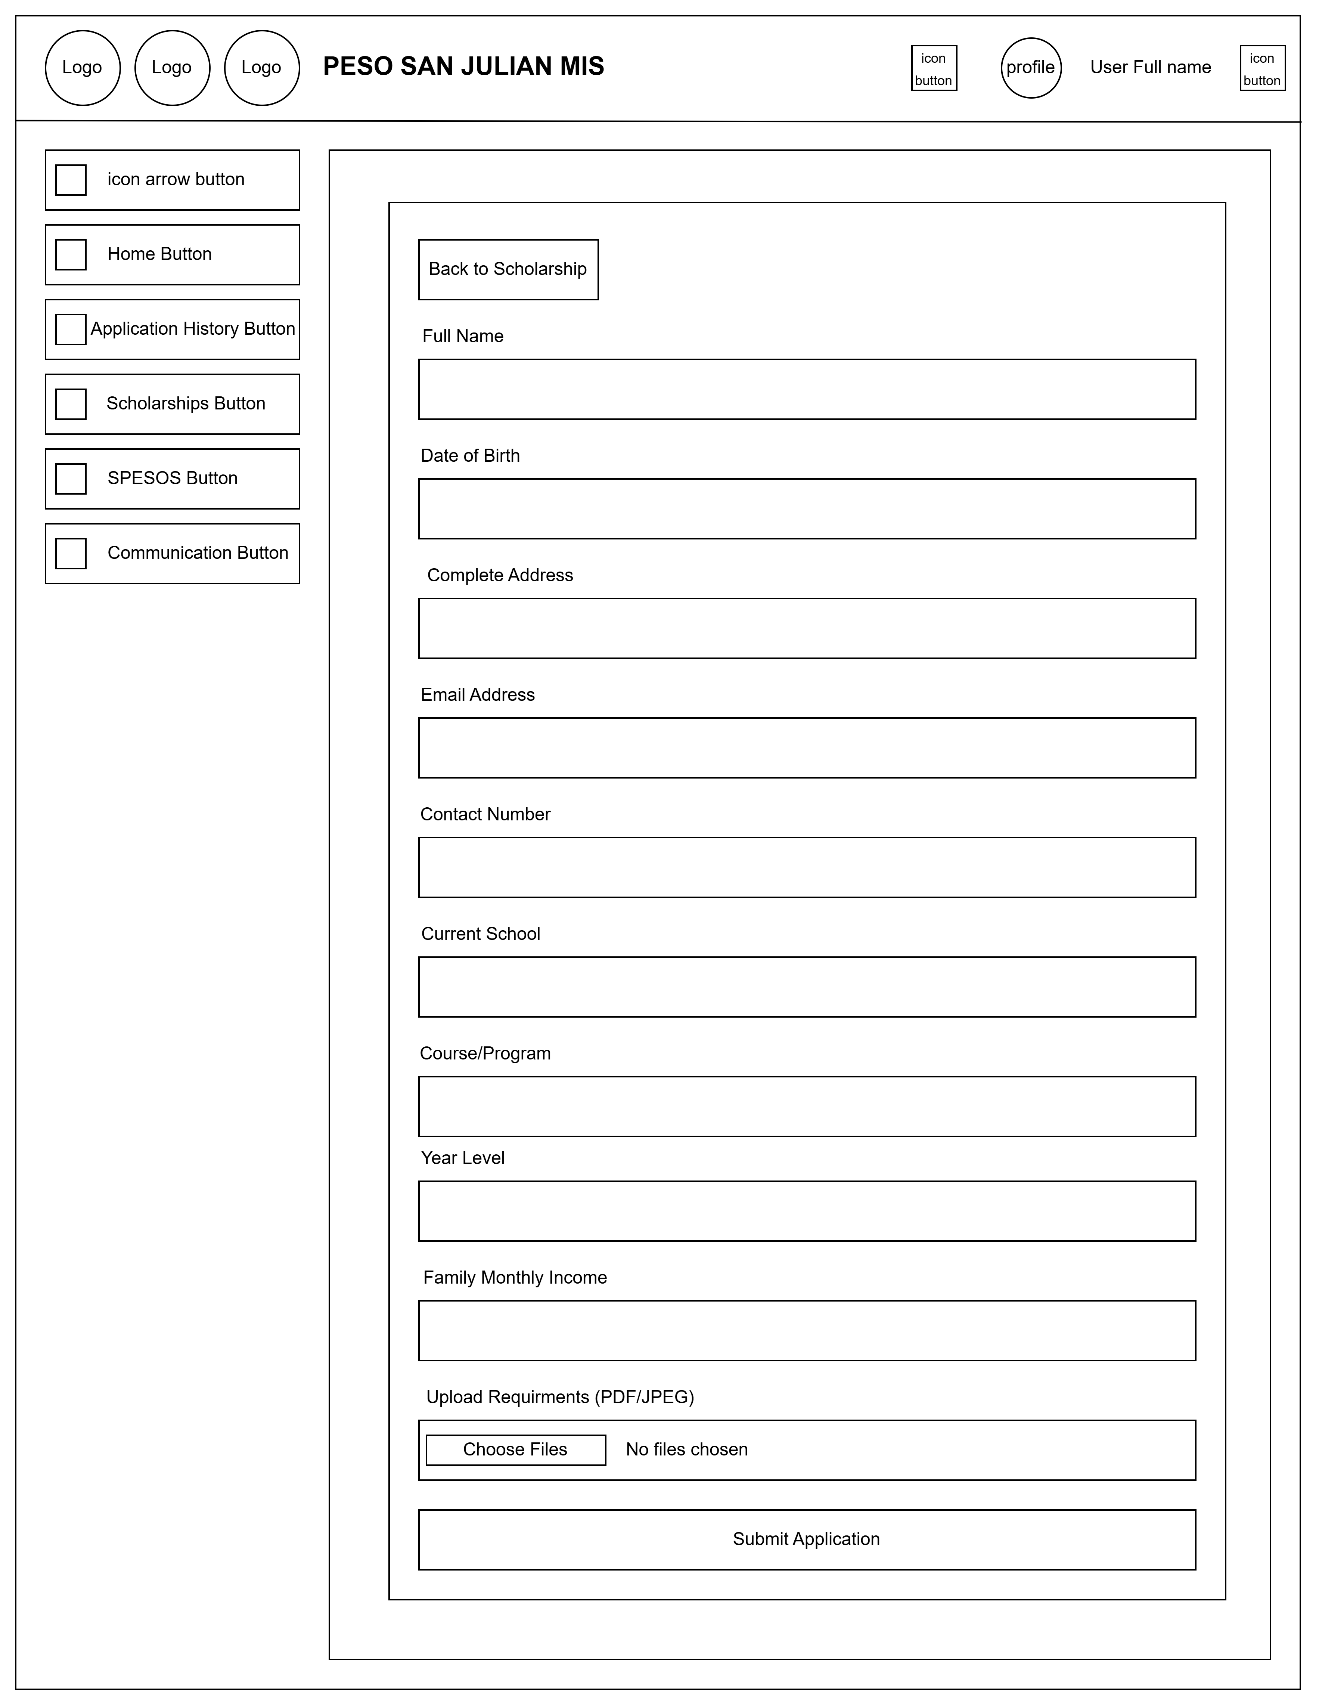 Logo
Logo
Logo
PESO SAN JULIAN MIS
icon
button
profile
User Full name
icon
button
icon arrow button
Home Button
Application History Button
Scholarships Button
SPESOS Button
Communication Button
Back to Scholarship
Full Name
Date of Birth
Complete Address
Email Address
Contact Number
Current School
Course/Program
Year Level
Family Monthly Income
Upload Requirments (PDF/JPEG)
Choose Files
No files chosen
Submit Application